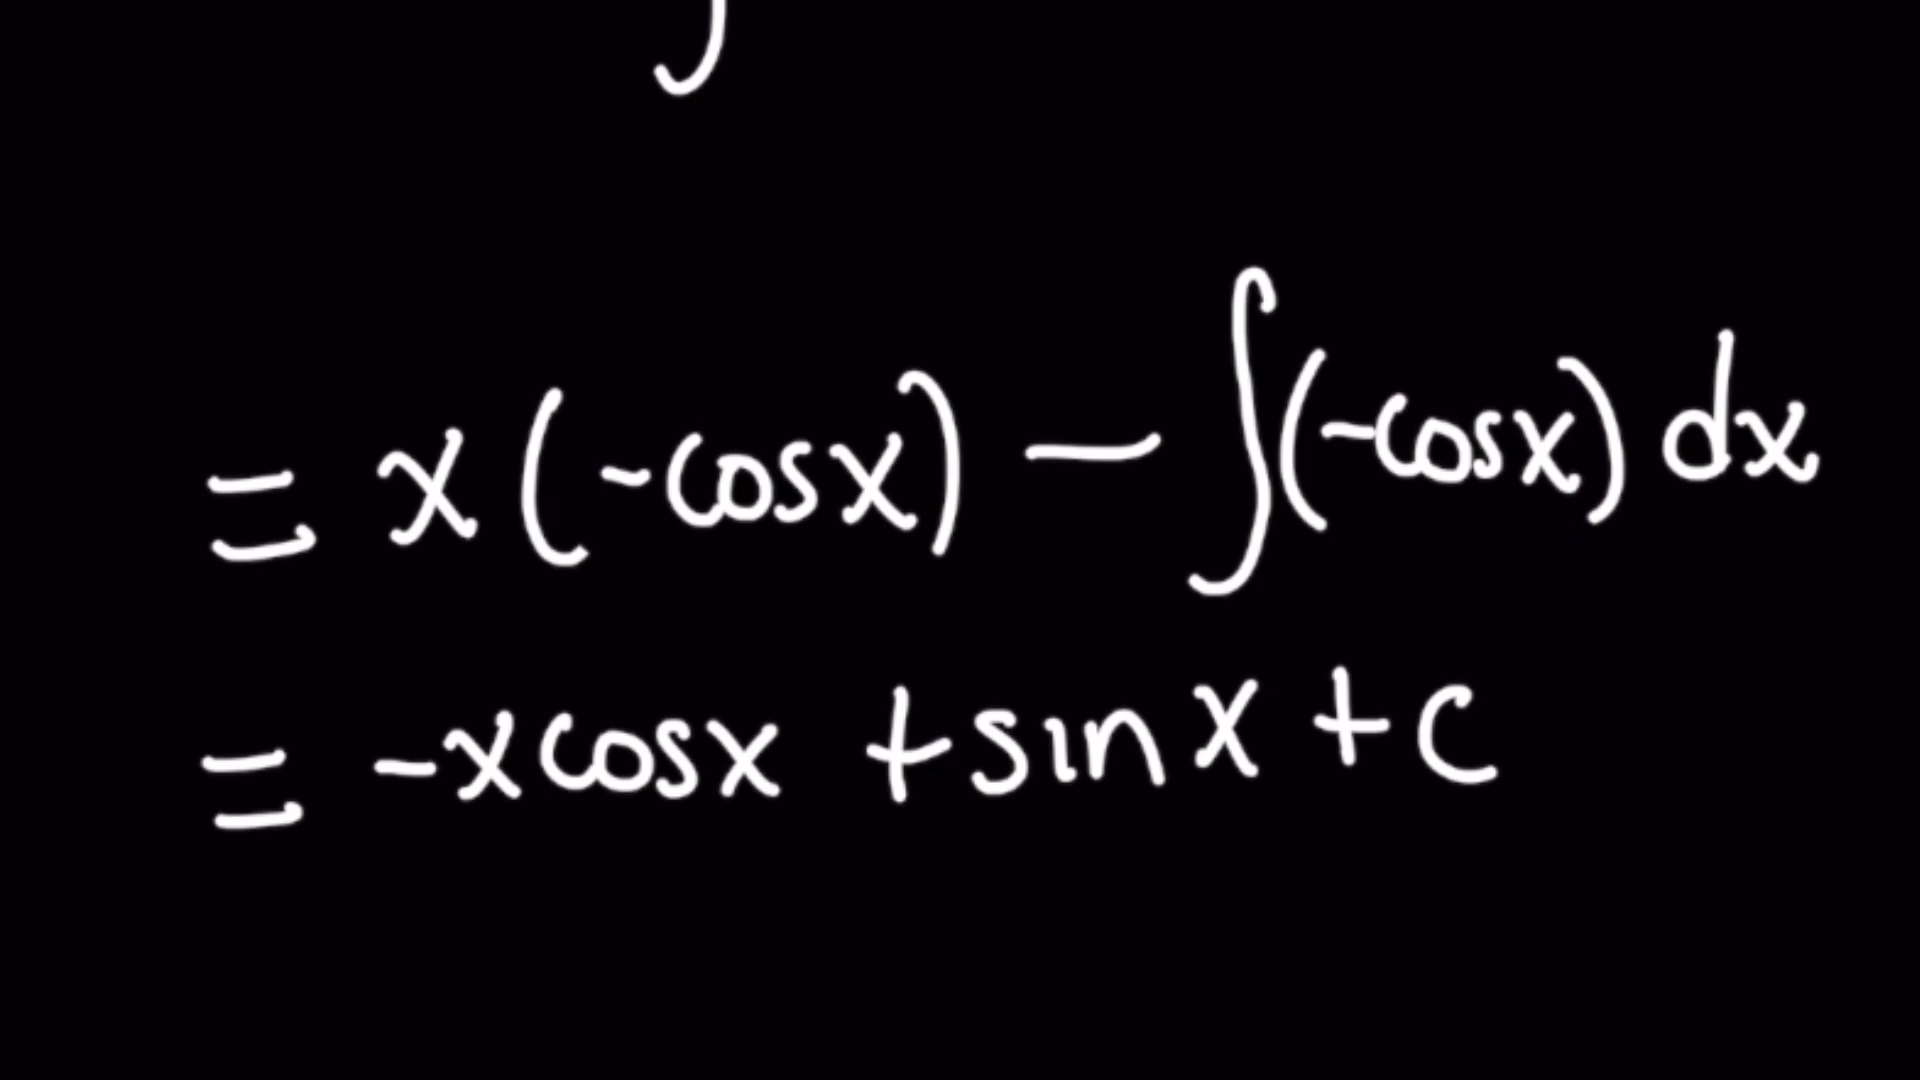 ∫
= x(-cosx) - ∫(-cosx) dx
= -xcosx + sinx + c